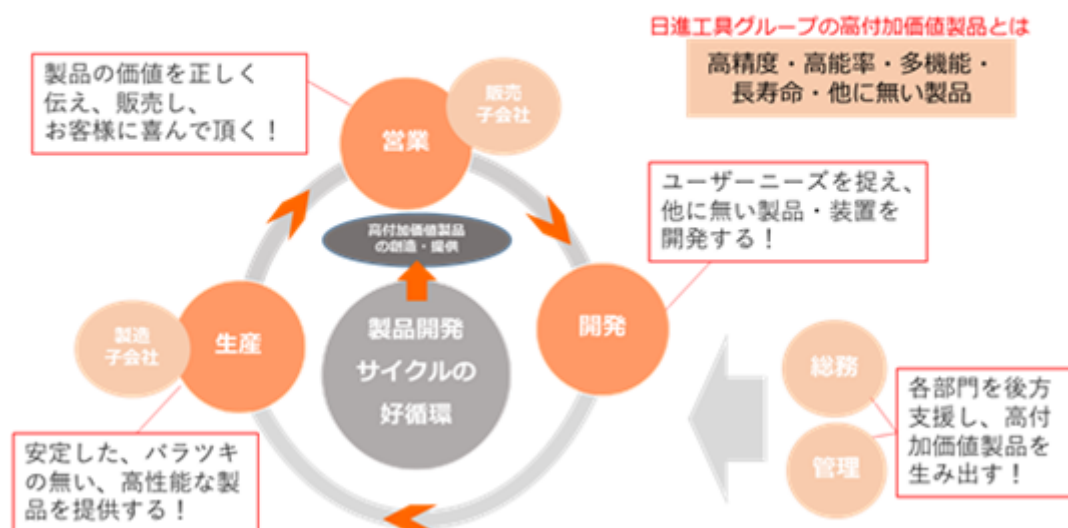 日進工具グループの高付加価値製品とは
高精度・高能率・多機能・
長寿命・他に無い製品
製品の価値を正しく
伝え、販売し、
お客様に喜んで頂く！
営業
販売
子会社
ユーザーニーズを捉え、
他に無い製品・装置を
開発する！
高付加価値製品
の創造・提供
開発
製品開発
サイクルの
好循環
製造
子会社
生産
総務
管理
各部門を後方
支援し、高付
加価値製品を
生み出す！
安定した、バラツキ
の無い、高性能な製
品を提供する！